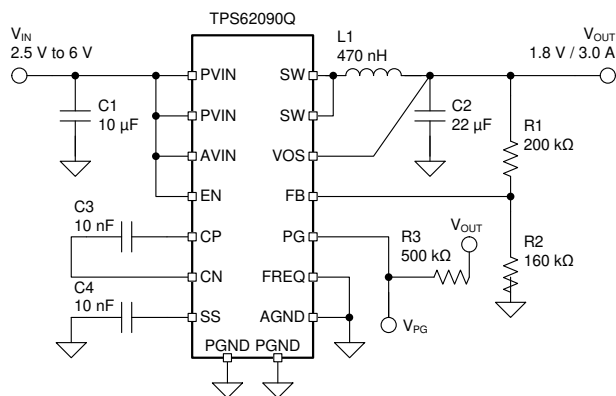 TPS62090Q
V_IN
2.5 V to 6 V
C1
10 µF
PVIN
PVIN
AVIN
EN
C3
10 nF
CP
CN
C4
10 nF
SS
PGND PGND
SW
SW
VOS
FB
PG
FREQ
AGND
L1
470 nH
C2
22 µF
V_OUT
1.8 V / 3.0 A
R1
200 kΩ
R2
160 kΩ
R3
500 kΩ
V_OUT
V_PG